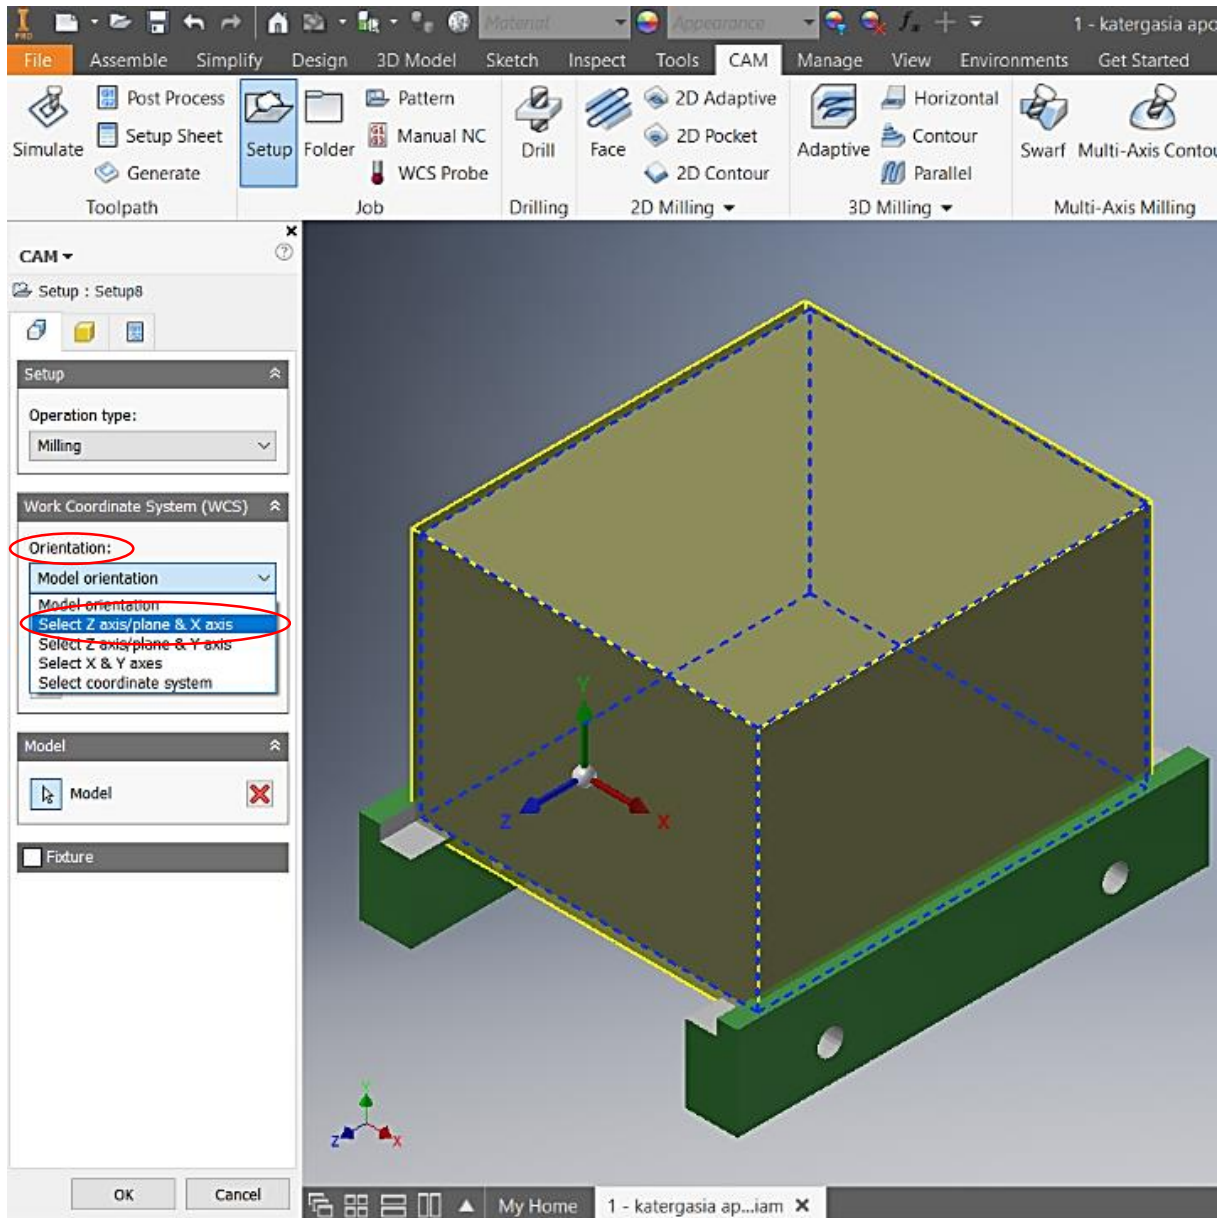 PRO Material Appearance 1 - katergasia apo
File Assemble Simplify Design 3D Model Sketch Inspect Tools CAM Manage View Environments Get Started
Post Process Pattern 2D Adaptive Horizontal
Setup Sheet Manual NC 2D Pocket Contour
Simulate Setup Folder Drill Face Adaptive Swarf Multi-Axis Contou
Generate WCS Probe 2D Contour Parallel
Toolpath Job Drilling 2D Milling 3D Milling Multi-Axis Milling
CAM
Setup : Setup8
Setup
Operation type:
Milling
Work Coordinate System (WCS)
Orientation:
Model orientation
Model orientation
Select Z axis/plane & X axis
Select Z axis/plane & Y axis
Select X & Y axes
Select coordinate system
Model
Model
Fixture
Y
Z X
Y
Z X
OK Cancel
My Home 1 - katergasia ap...iam